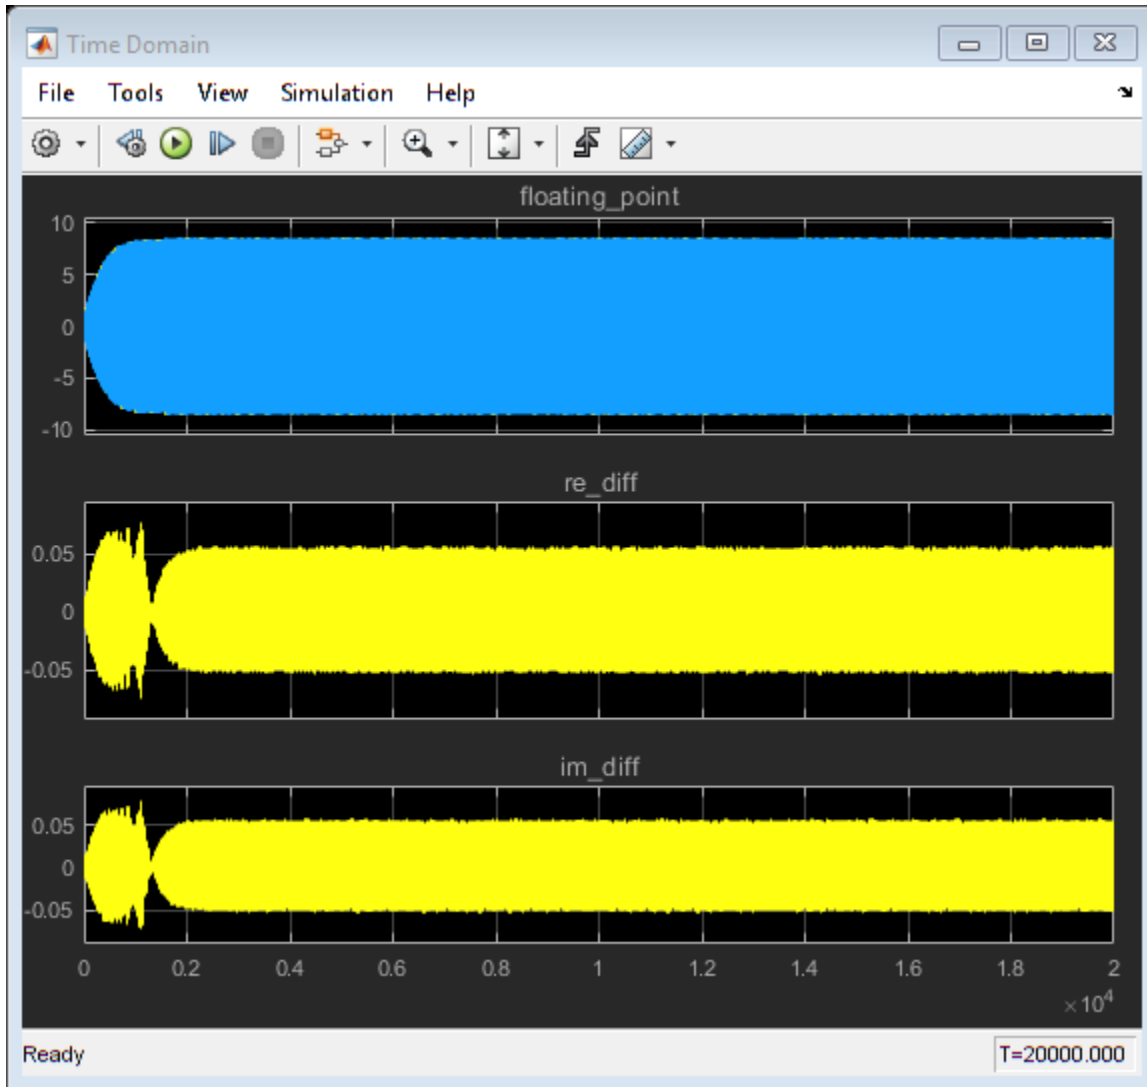 Time Domain
File Tools View Simulation Help
floating_point
10
5
0
-5
-10
re_diff
0.05
0
-0.05
im_diff
0.05
0
-0.05
0 0.2 0.4 0.6 0.8 1 1.2 1.4 1.6 1.8 2
×10⁴
Ready T=20000.000